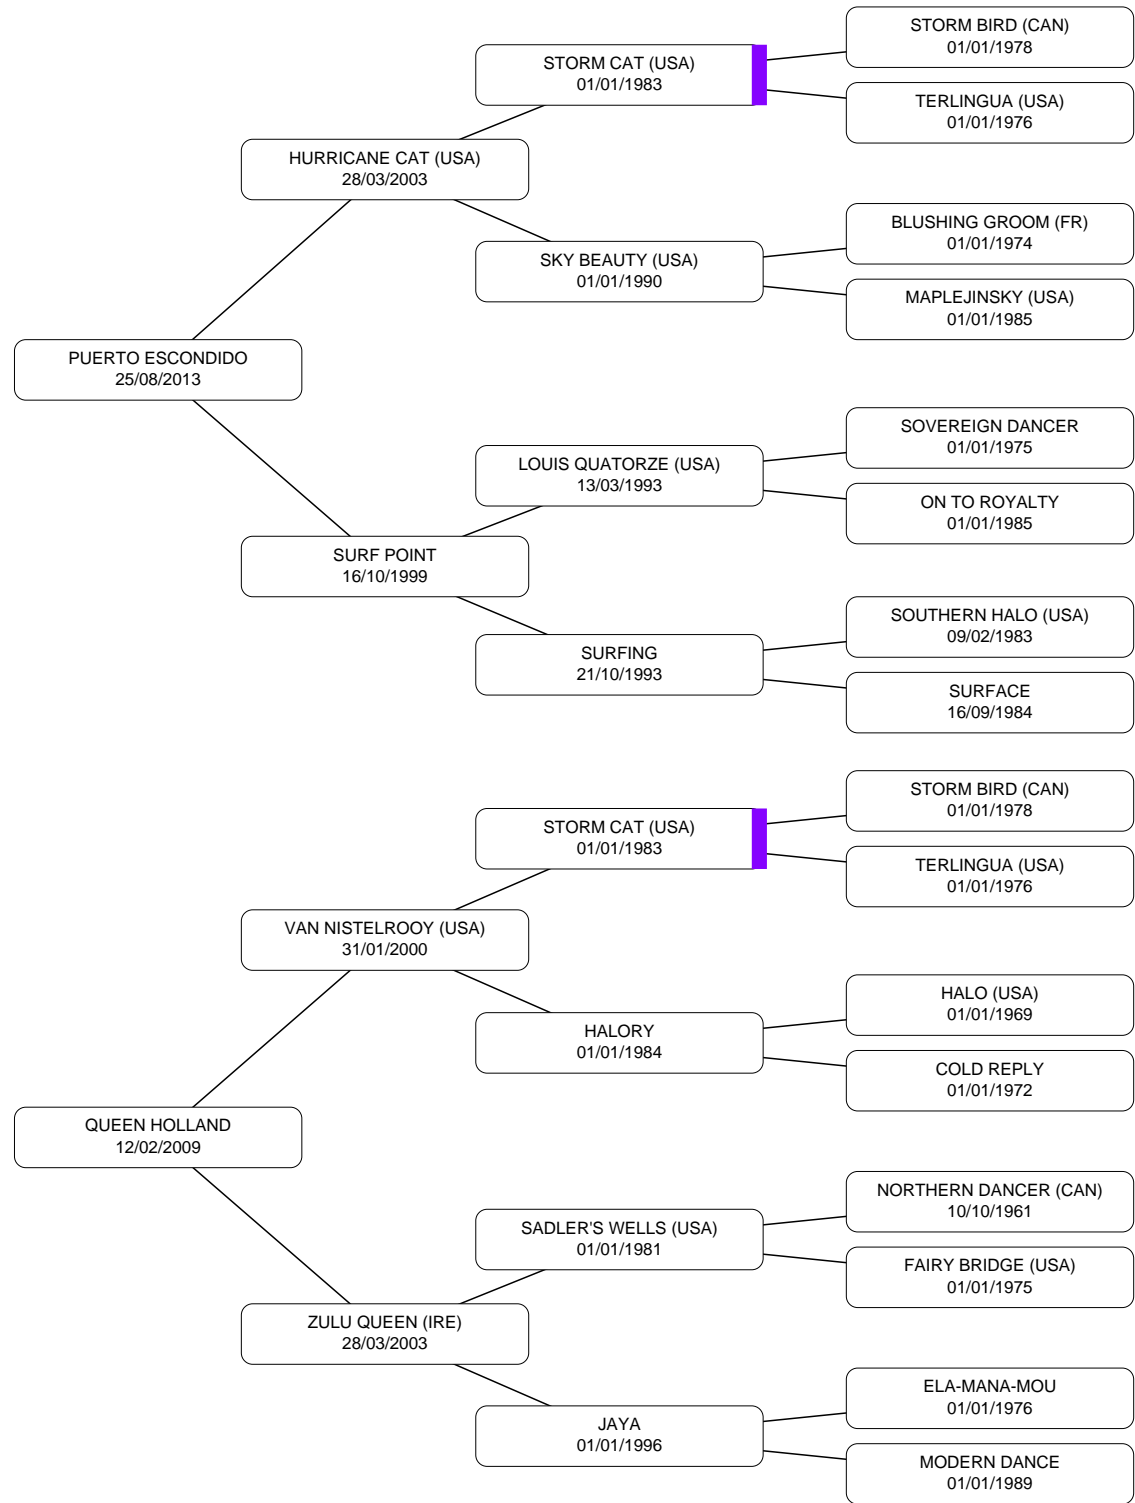 STORM BIRD (CAN)
01/01/1978
STORM CAT (USA)
01/01/1983
TERLINGUA (USA)
01/01/1976
HURRICANE CAT (USA)
28/03/2003
BLUSHING GROOM (FR)
01/01/1974
SKY BEAUTY (USA)
01/01/1990
MAPLEJINSKY (USA)
01/01/1985
PUERTO ESCONDIDO
25/08/2013
SOVEREIGN DANCER
01/01/1975
LOUIS QUATORZE (USA)
13/03/1993
ON TO ROYALTY
01/01/1985
SURF POINT
16/10/1999
SOUTHERN HALO (USA)
09/02/1983
SURFING
21/10/1993
SURFACE
16/09/1984
STORM BIRD (CAN)
01/01/1978
STORM CAT (USA)
01/01/1983
TERLINGUA (USA)
01/01/1976
VAN NISTELROOY (USA)
31/01/2000
HALO (USA)
01/01/1969
HALORY
01/01/1984
COLD REPLY
01/01/1972
QUEEN HOLLAND
12/02/2009
NORTHERN DANCER (CAN)
10/10/1961
SADLER'S WELLS (USA)
01/01/1981
FAIRY BRIDGE (USA)
01/01/1975
ZULU QUEEN (IRE)
28/03/2003
ELA-MANA-MOU
01/01/1976
JAYA
01/01/1996
MODERN DANCE
01/01/1989